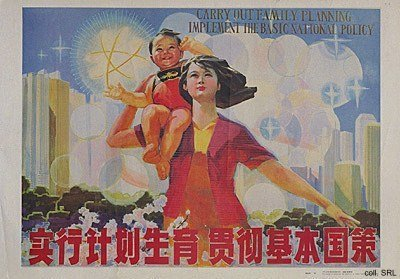 CARRY OUT FAMILY PLANNING
IMPLEMENT THE BASIC NATIONAL POLICY
实行计划生育 贯彻基本国策
coll. SRL